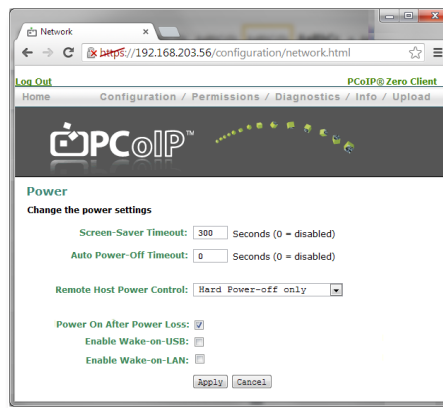 Network
https://192.168.203.56/configuration/network.html
Log Out PCoIP® Zero Client
Home Configuration / Permissions / Diagnostics / Info / Upload
PCoIP™
Power
Change the power settings
Screen-Saver Timeout: 300 Seconds (0 = disabled)
Auto Power-Off Timeout: 0 Seconds (0 = disabled)
Remote Host Power Control: Hard Power-off only
Power On After Power Loss:
Enable Wake-on-USB:
Enable Wake-on-LAN:
Apply Cancel